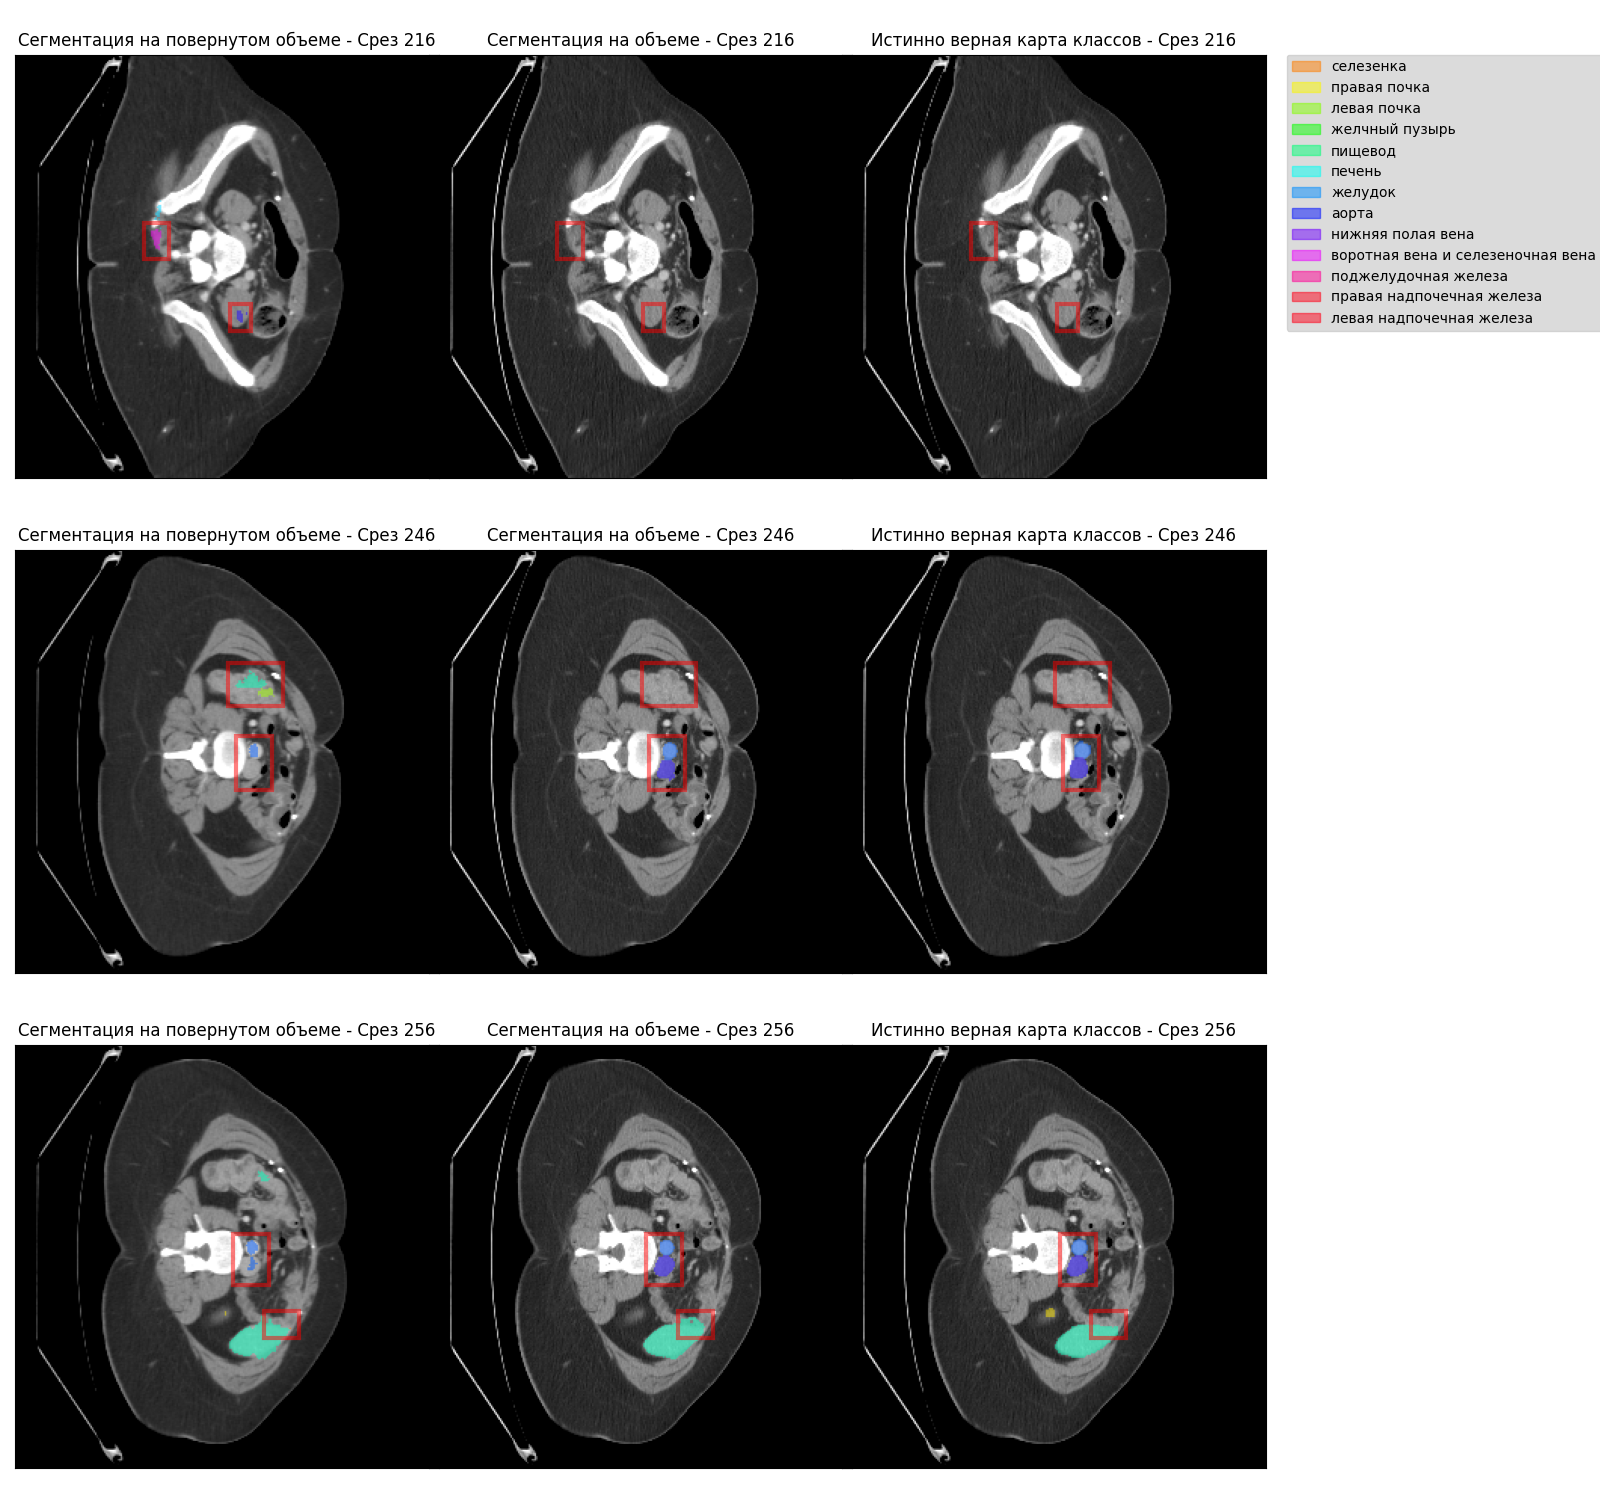 Сегментация на повернутом объеме - Срез 216
Сегментация на объеме - Срез 216
Истинно верная карта классов - Срез 216
селезенка
правая почка
левая почка
желчный пузырь
пищевод
печень
желудок
аорта
нижняя полая вена
воротная вена и селезеночная вена
поджелудочная железа
правая надпочечная железа
левая надпочечная железа
Сегментация на повернутом объеме - Срез 246
Сегментация на объеме - Срез 246
Истинно верная карта классов - Срез 246
Сегментация на повернутом объеме - Срез 256
Сегментация на объеме - Срез 256
Истинно верная карта классов - Срез 256